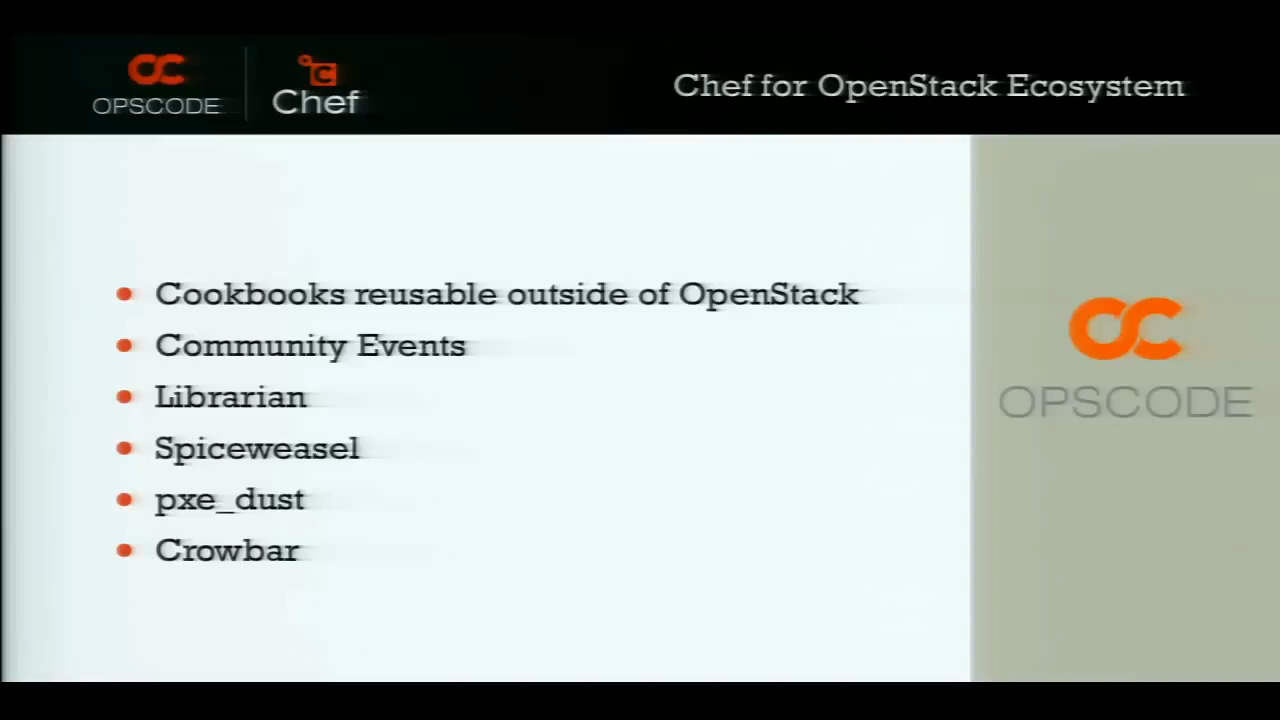 OPSCODE
Chef
Chef for OpenStack Ecosystem
Cookbooks reusable outside of OpenStack
Community Events
Librarian
Spiceweasel
pxe_dust
Crowbar
OPSCODE